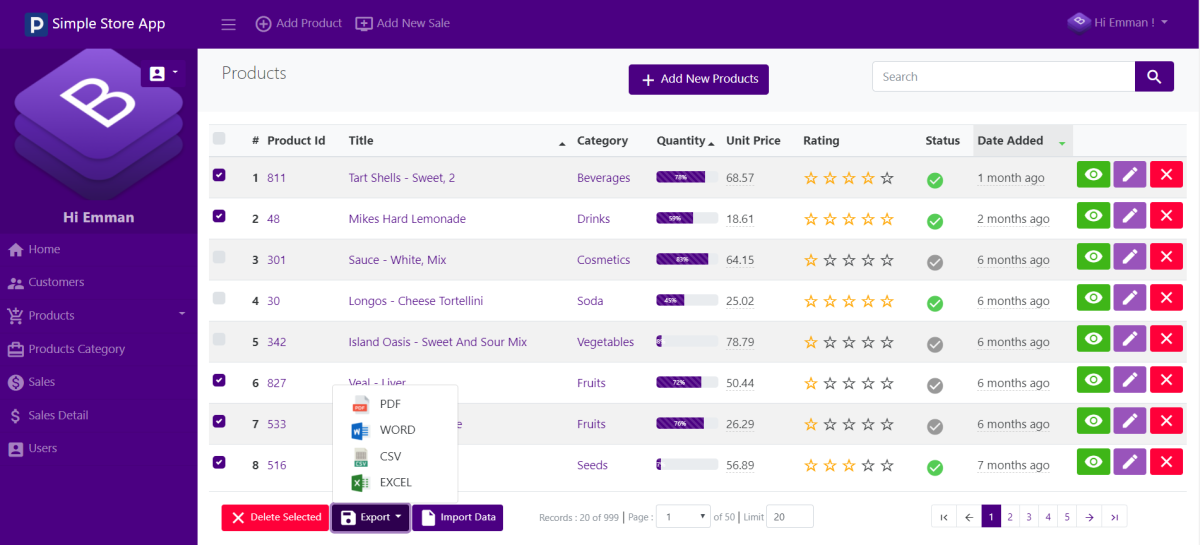 Simple Store App
Add Product
Add New Sale
Hi Emman !
Hi Emman
Home
Customers
Products
Products Category
Sales
Sales Detail
Users
Products
Add New Products
Search
# Product Id Title Category Quantity Unit Price Rating Status Date Added
1 811 Tart Shells - Sweet, 2 Beverages 78% 68.57 1 month ago
2 48 Mikes Hard Lemonade Drinks 59% 18.61 2 months ago
3 301 Sauce - White, Mix Cosmetics 83% 64.15 6 months ago
4 30 Longos - Cheese Tortellini Soda 45% 25.02 6 months ago
5 342 Island Oasis - Sweet And Sour Mix Vegetables 78.79 6 months ago
6 827 Veal - Liver Fruits 72% 50.44 6 months ago
7 533 Fruits 76% 26.29 6 months ago
8 516 Seeds 56.89 7 months ago
PDF
WORD
CSV
EXCEL
Delete Selected
Export
Import Data
Records : 20 of 999 | Page : 1 of 50 | Limit 20
1 2 3 4 5